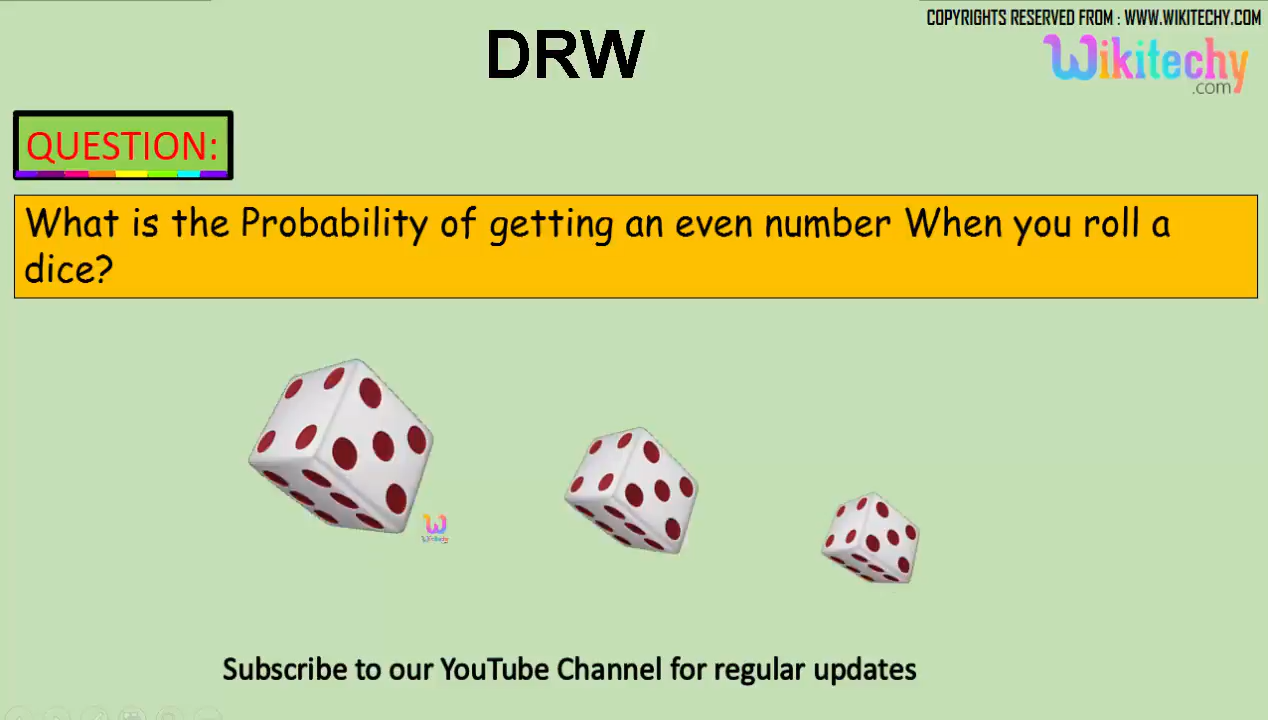 COPYRIGHTS RESERVED FROM : WWW.WIKITECHY.COM
DRW
Wikitechy
.com
QUESTION:
What is the Probability of getting an even number When you roll a
dice?
W
Wikitechy
Subscribe to our YouTube Channel for regular updates